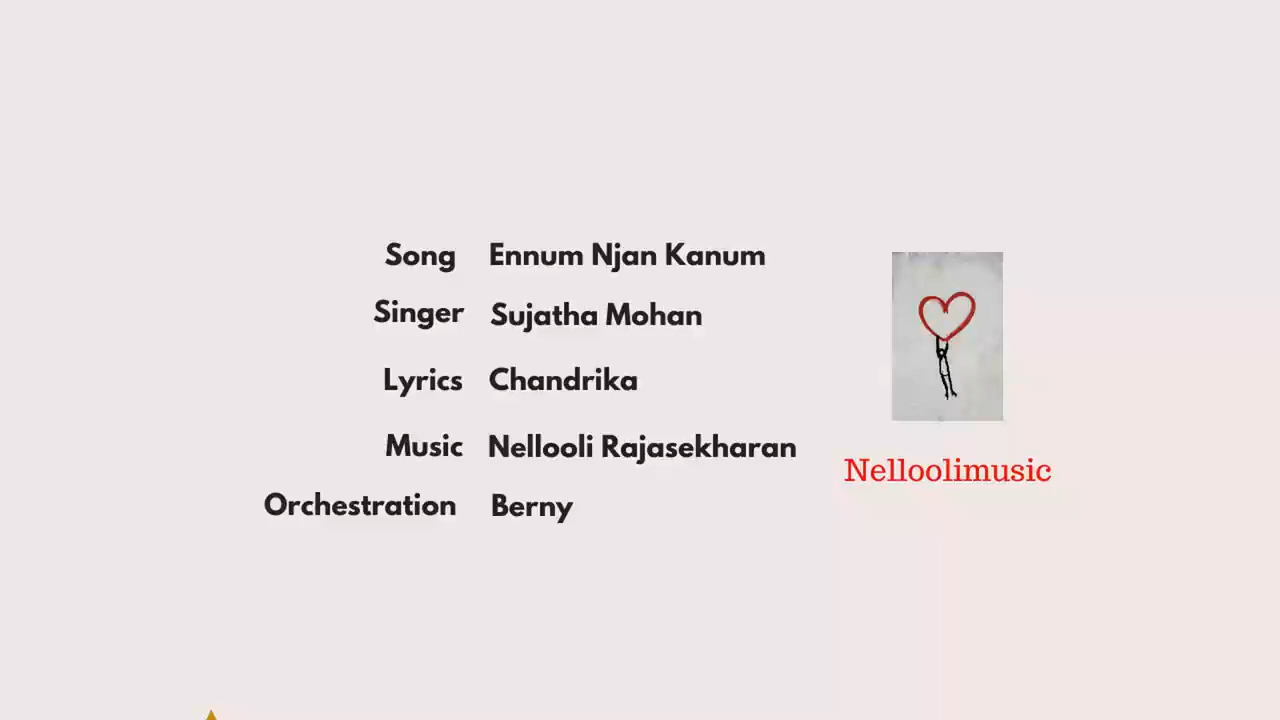 Song Ennum Njan Kanum
Singer Sujatha Mohan
Lyrics Chandrika
Music Nellooli Rajasekharan
Orchestration Berny
Nelloolimusic